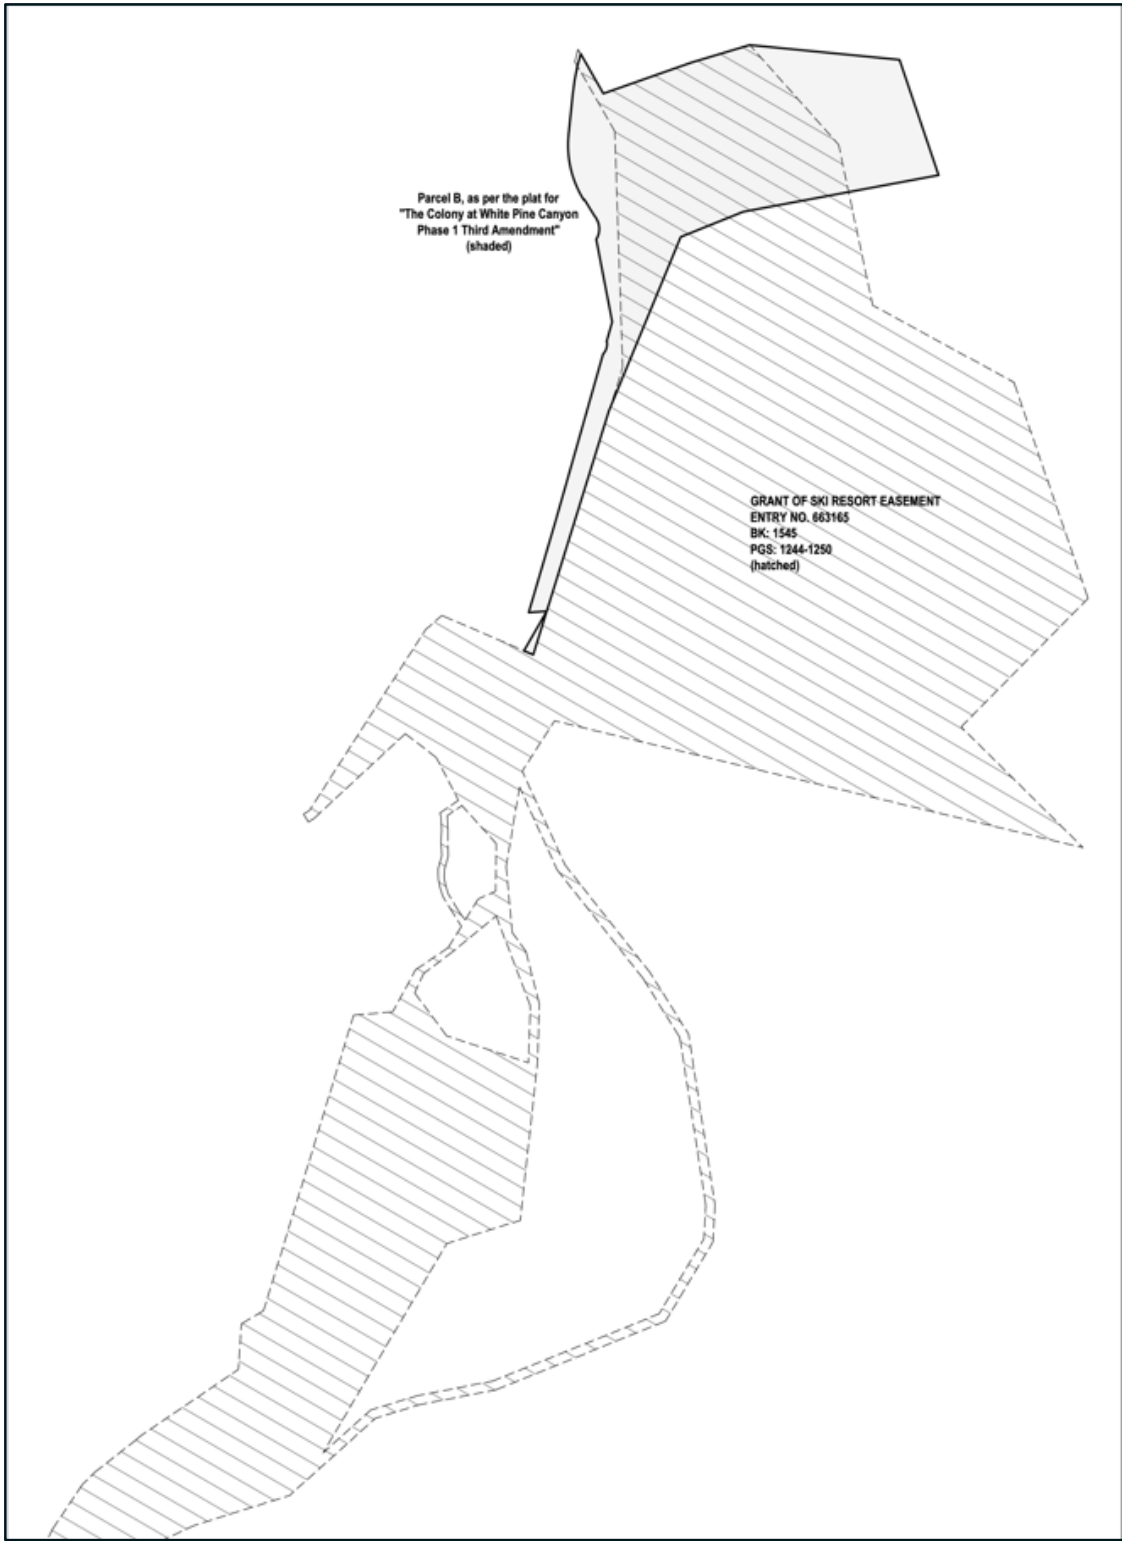 Parcel B, as per the plat for
"The Colony at White Pine Canyon
Phase 1 Third Amendment"
(shaded)
GRANT OF SKI RESORT EASEMENT
ENTRY NO. 663165
BK: 1545
PGS: 1244-1250
(hatched)